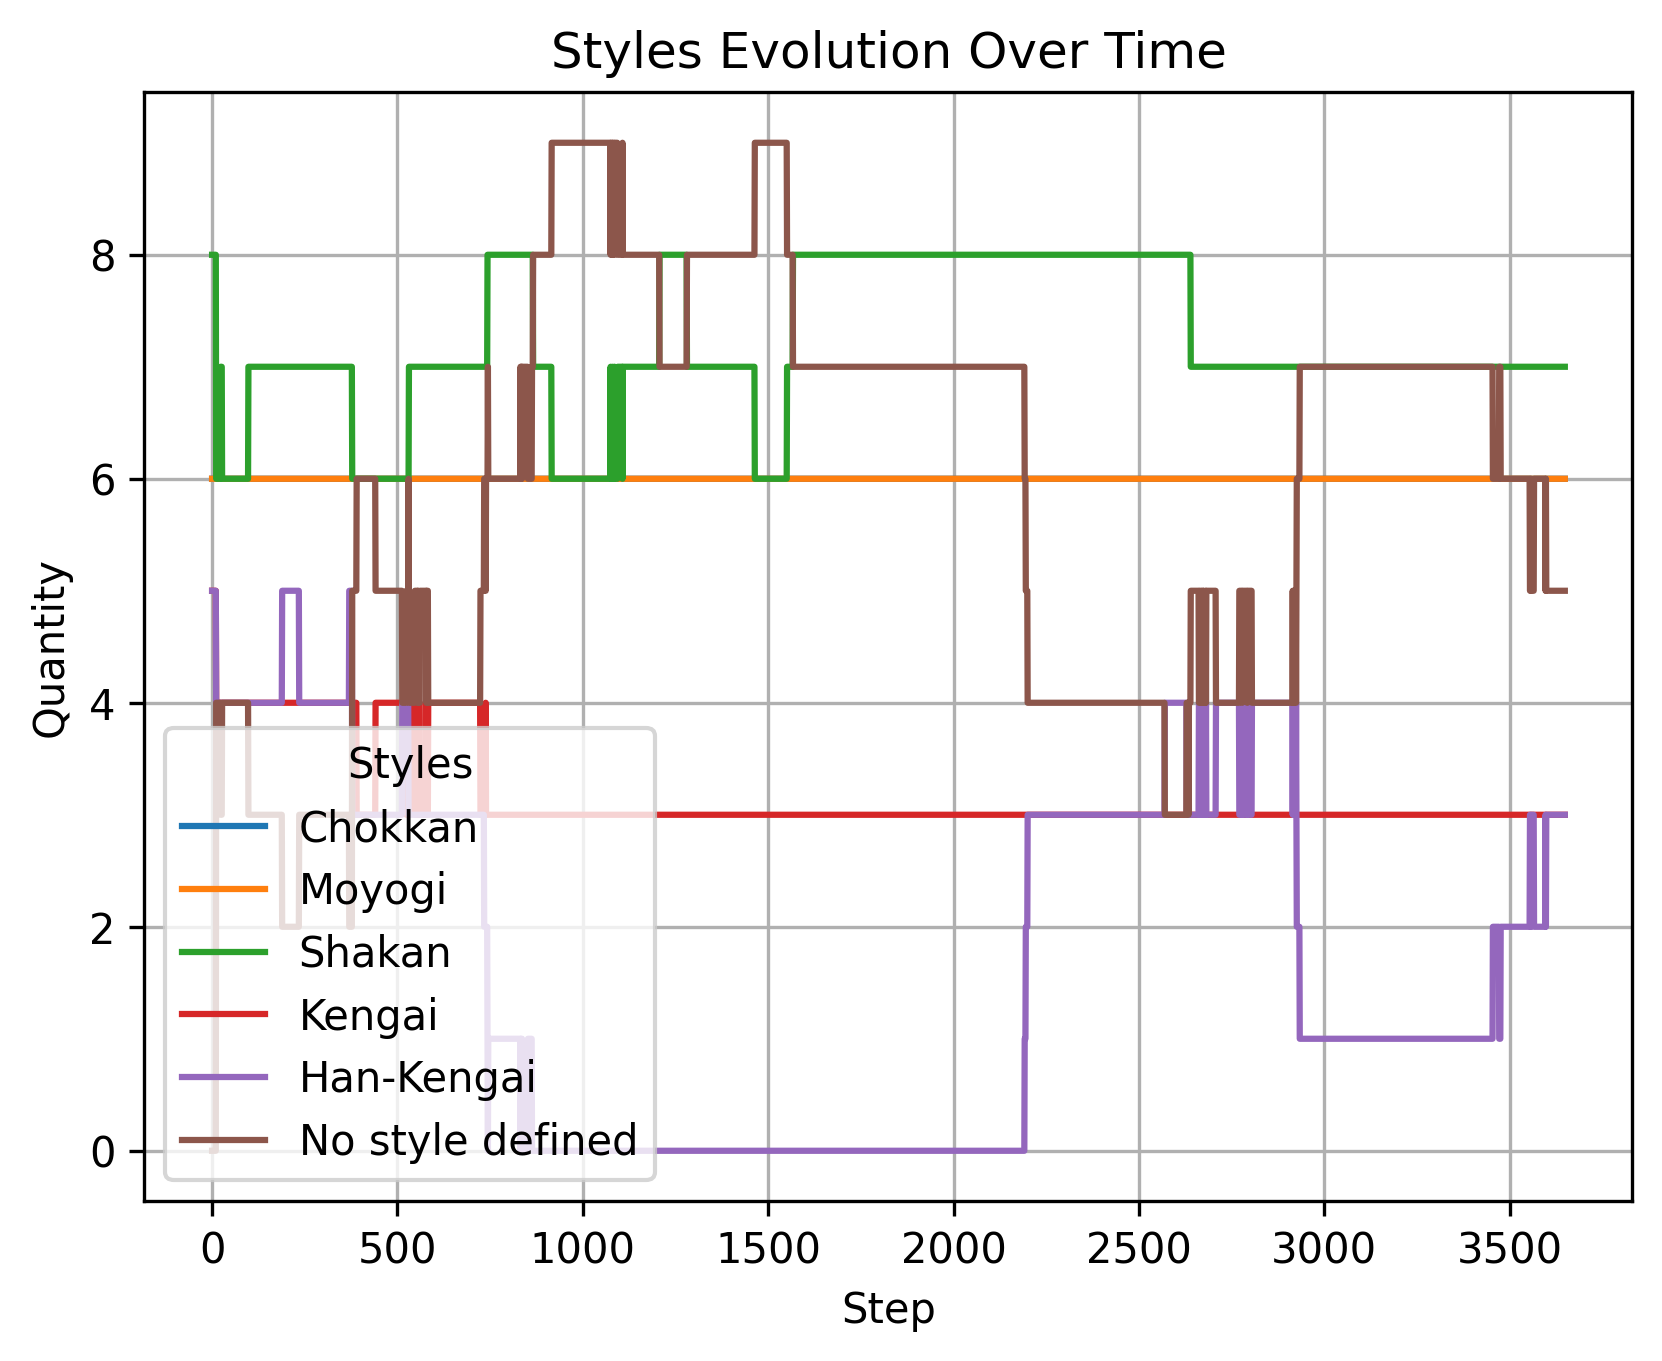 Styles Evolution Over Time
Quantity
8
6
4
2
0
Styles
Chokkan
Moyogi
Shakan
Kengai
Han-Kengai
No style defined
0 500 1000 1500 2000 2500 3000 3500
Step